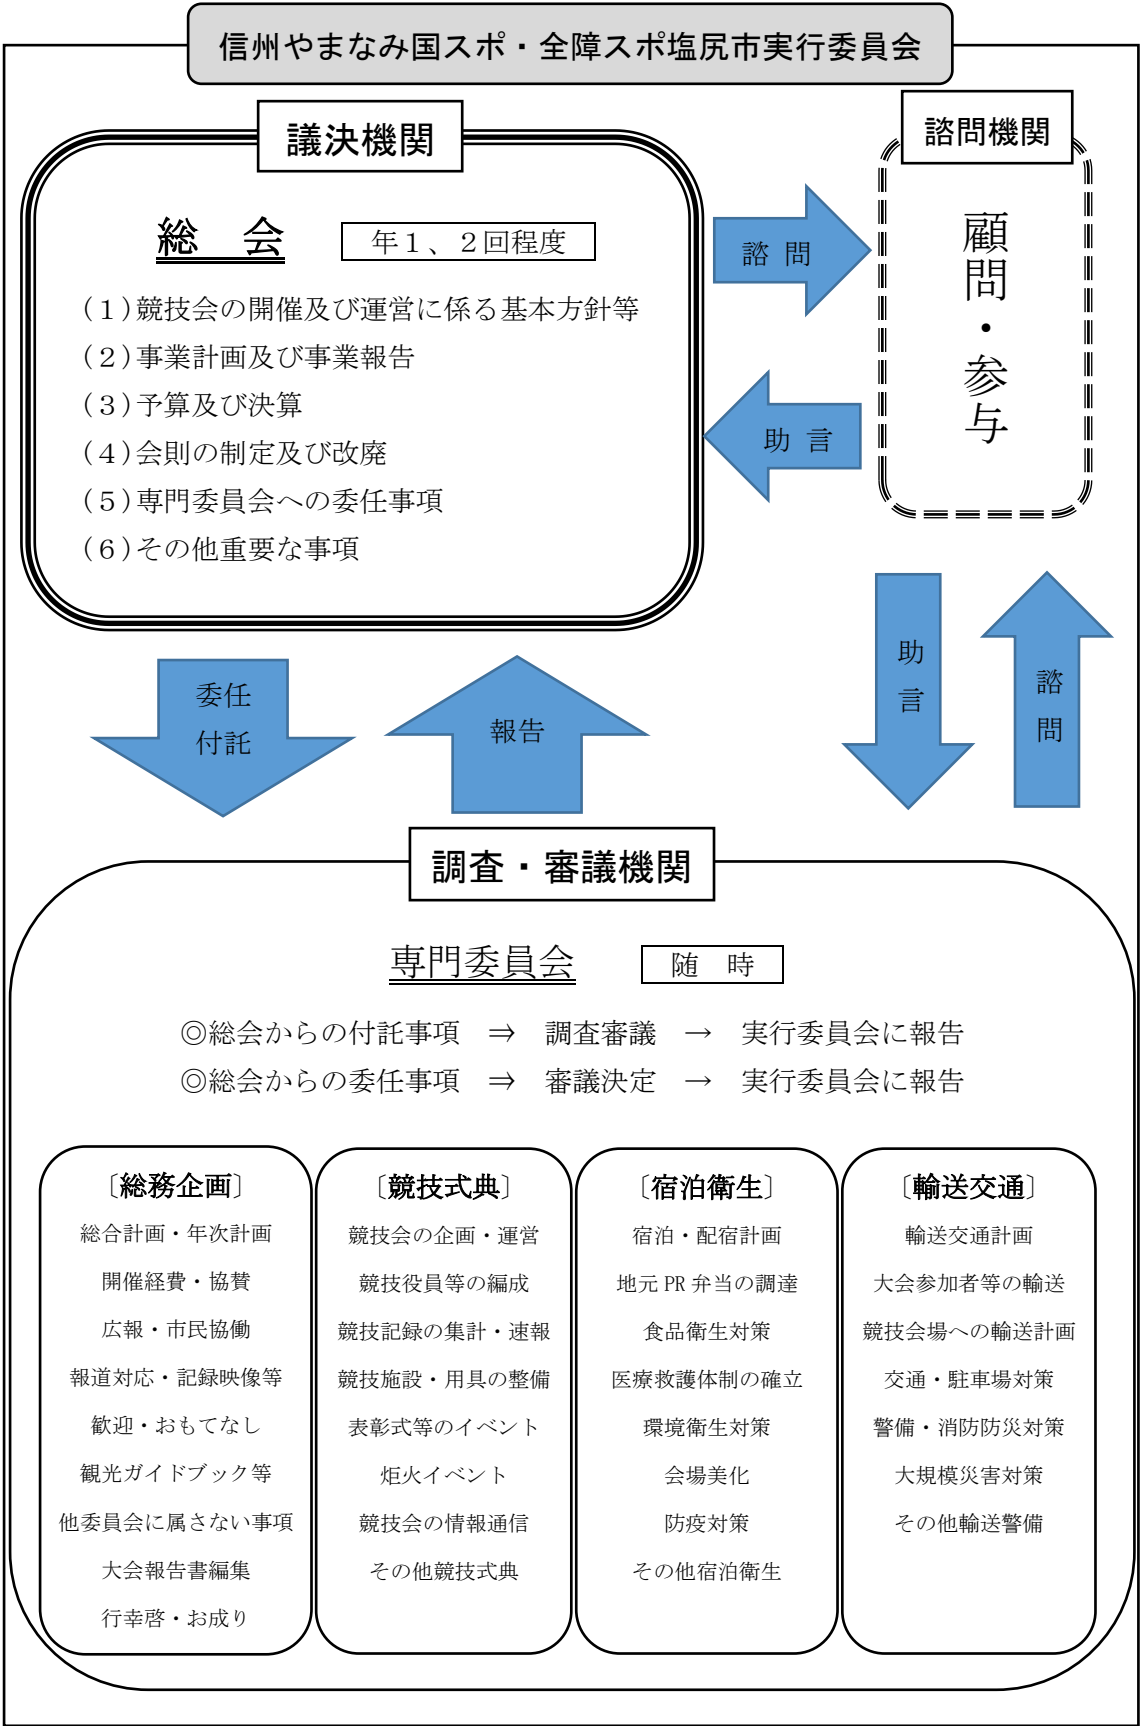 信州やまなみ国スポ・全障スポ塩尻市実行委員会
議決機関
総　会
年１、２回程度
(１)競技会の開催及び運営に係る基本方針等
(２)事業計画及び事業報告
(３)予算及び決算
(４)会則の制定及び改廃
(５)専門委員会への委任事項
(６)その他重要な事項
諮 問
助 言
諮問機関
顧問・参与
委任
付託
報告
助言
諮問
調査・審議機関
専門委員会
随　時
◎総会からの付託事項　⇒　調査審議　→　実行委員会に報告
◎総会からの委任事項　⇒　審議決定　→　実行委員会に報告
〔総務企画〕
総合計画・年次計画
開催経費・協賛
広報・市民協働
報道対応・記録映像等
歓迎・おもてなし
観光ガイドブック等
他委員会に属さない事項
大会報告書編集
行幸啓・お成り
〔競技式典〕
競技会の企画・運営
競技役員等の編成
競技記録の集計・速報
競技施設・用具の整備
表彰式等のイベント
炬火イベント
競技会の情報通信
その他競技式典
〔宿泊衛生〕
宿泊・配宿計画
地元 PR 弁当の調達
食品衛生対策
医療救護体制の確立
環境衛生対策
会場美化
防疫対策
その他宿泊衛生
〔輸送交通〕
輸送交通計画
大会参加者等の輸送
競技会場への輸送計画
交通・駐車場対策
警備・消防防災対策
大規模災害対策
その他輸送警備